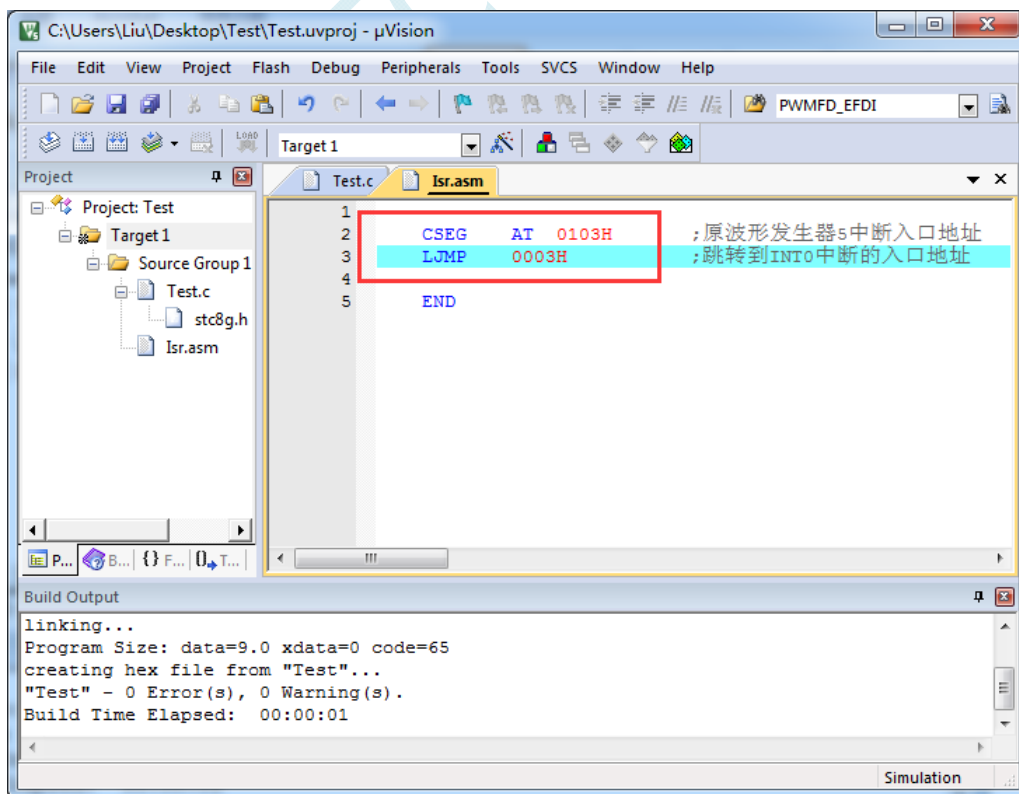 C:\Users\Liu\Desktop\Test\Test.uvproj - µVision
File Edit View Project Flash Debug Peripherals Tools SVCS Window Help
PWMFD_EFDI
LOAD Target 1
Project
Test.c Isr.asm
Project: Test
Target 1
Source Group 1
Test.c
stc8g.h
Isr.asm
1
2 CSEG AT 0103H ;原波形发生器5中断入口地址
3 LJMP 0003H ;跳转到INT0中断的入口地址
4
5 END
P... B... {} F... 0 T...
Build Output
linking...
Program Size: data=9.0 xdata=0 code=65
creating hex file from "Test"...
"Test" - 0 Error(s), 0 Warning(s).
Build Time Elapsed: 00:00:01
Simulation